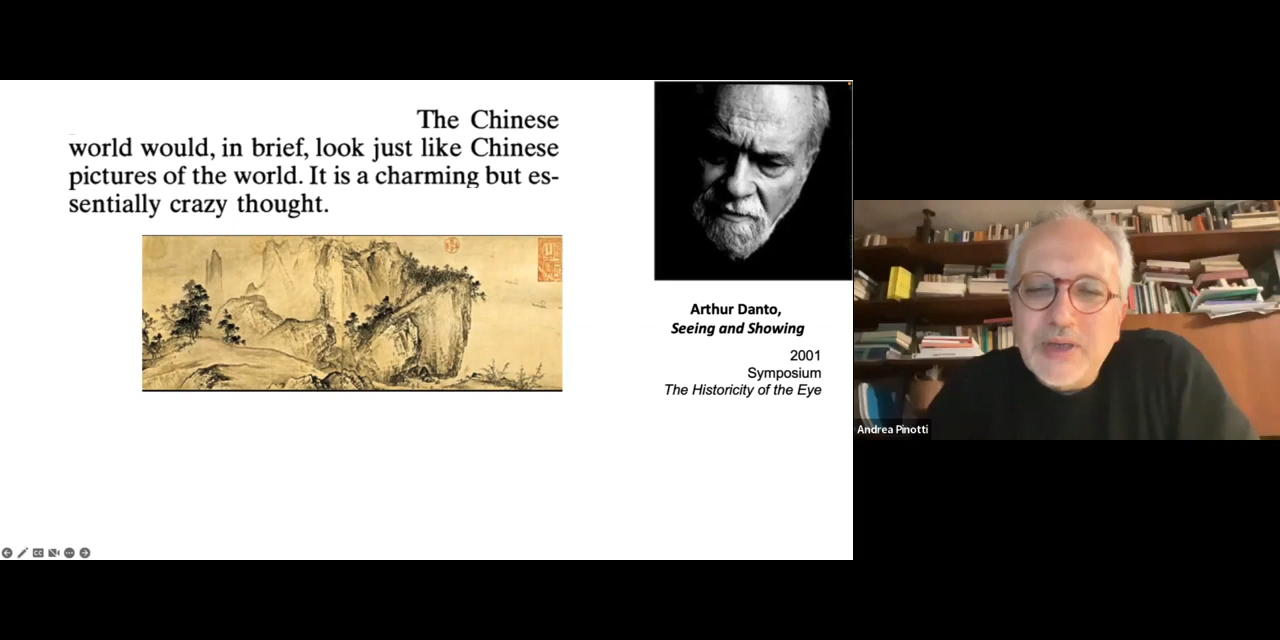 The Chinese
world would, in brief, look just like Chinese
pictures of the world. It is a charming but es-
sentially crazy thought.
Arthur Danto,
Seeing and Showing
2001
Symposium
The Historicity of the Eye
Andrea Pinotti